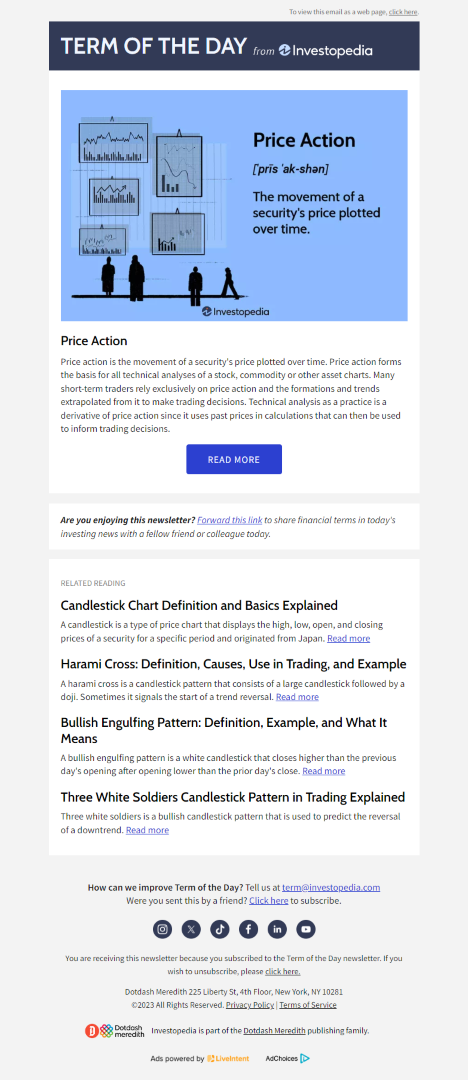 To view this email as a web page, click here.
TERM OF THE DAY from Investopedia
Price Action
['prīs 'ak-shən]
The movement of a
security's price plotted
over time.
Investopedia
Price Action
Price action is the movement of a security's price plotted over time. Price action forms
the basis for all technical analyses of a stock, commodity or other asset charts. Many
short-term traders rely exclusively on price action and the formations and trends
extrapolated from it to make trading decisions. Technical analysis as a practice is a
derivative of price action since it uses past prices in calculations that can then be used
to inform trading decisions.
READ MORE
Are you enjoying this newsletter? Forward this link to share financial terms in today's
investing news with a fellow friend or colleague today.
RELATED READING
Candlestick Chart Definition and Basics Explained
A candlestick is a type of price chart that displays the high, low, open, and closing
prices of a security for a specific period and originated from Japan. Read more
Harami Cross: Definition, Causes, Use in Trading, and Example
A harami cross is a candlestick pattern that consists of a large candlestick followed by a
doji. Sometimes it signals the start of a trend reversal. Read more
Bullish Engulfing Pattern: Definition, Example, and What It
Means
A bullish engulfing pattern is a white candlestick that closes higher than the previous
day's opening after opening lower than the prior day's close. Read more
Three White Soldiers Candlestick Pattern in Trading Explained
Three white soldiers is a bullish candlestick pattern that is used to predict the reversal
of a downtrend. Read more
How can we improve Term of the Day? Tell us at term@investopedia.com
Were you sent this by a friend? Click here to subscribe.
You are receiving this newsletter because you subscribed to the Term of the Day newsletter. If you
wish to unsubscribe, please click here.
Dotdash Meredith 225 Liberty St, 4th Floor, New York, NY 10281
©2023 All Rights Reserved. Privacy Policy | Terms of Service
Dotdash
meredith
Investopedia is part of the Dotdash Meredith publishing family.
Ads powered by LiveIntent AdChoices